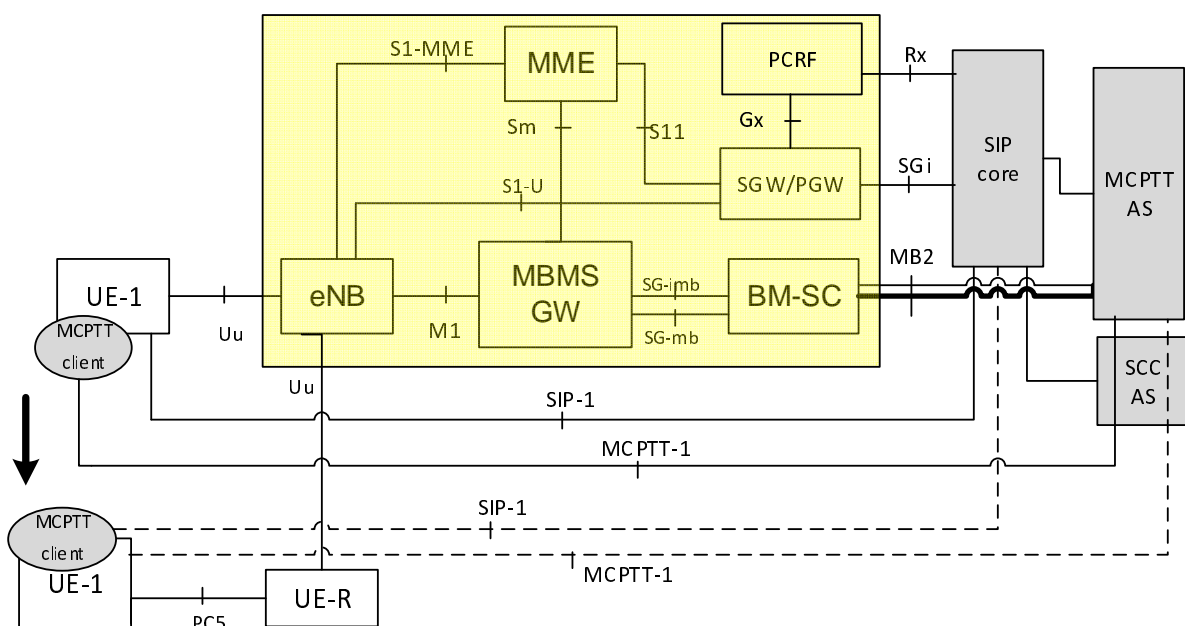 S1-MME
MME
PCRF
Rx
Sm
S11
Gx
SIP
core
MCPTT
AS
S1-U
SGW/PGW
SGi
MB2
UE-1
eNB
MBMS
GW
SG-imb
BM-SC
SG-mb
Uu
M1
MCPTT
client
Uu
SCC
AS
SIP-1
MCPTT-1
SIP-1
MCPTT
client
MCPTT-1
UE-1
UE-R
PC5